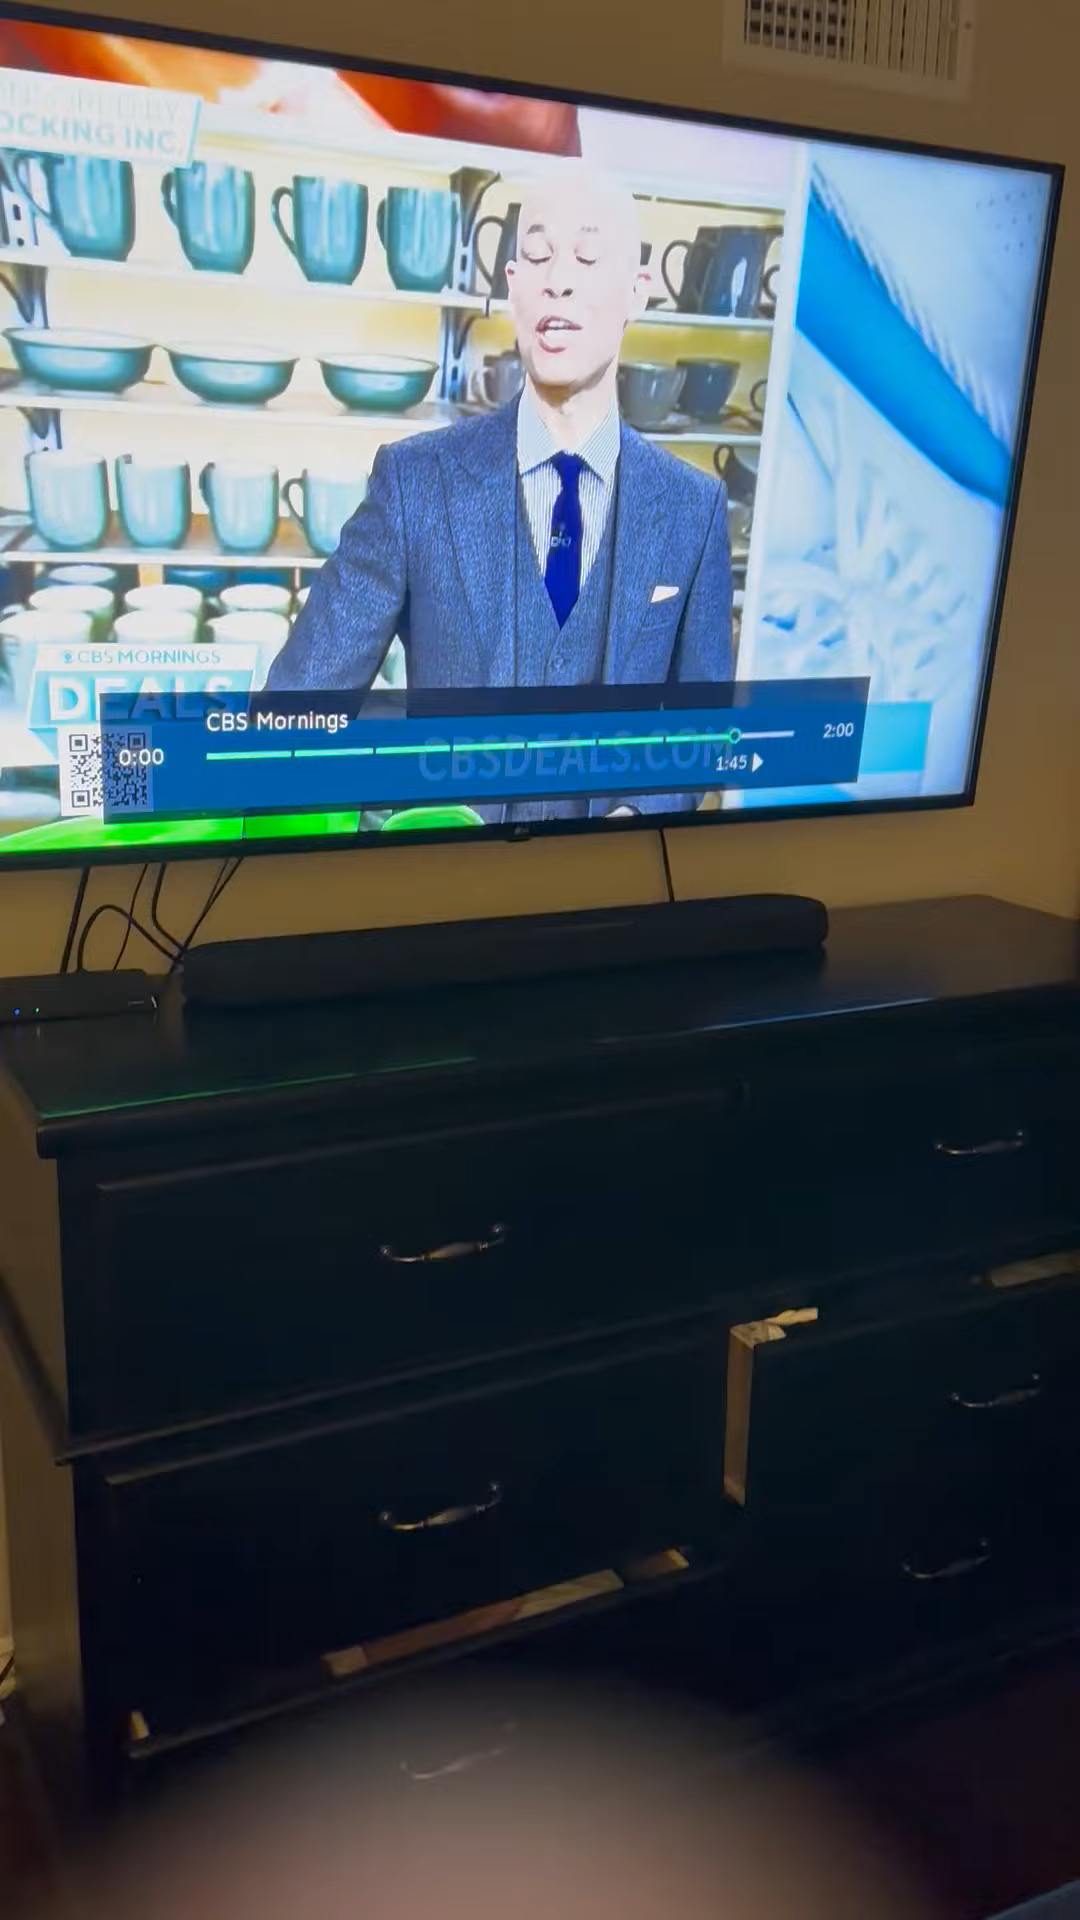 OCKING INC.
CBS MORNINGS
DEALS
CBS Mornings
0:00
2:00
1:45
CBSDEALS.COM